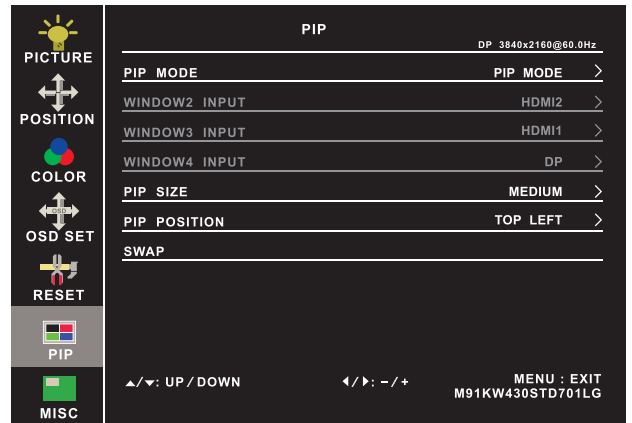 PICTURE
POSITION
COLOR
OSD
OSD SET
RESET
PIP
MISC
PIP
DP 3840x2160@60.0Hz
PIP MODE PIP MODE >
WINDOW2 INPUT HDMI2 >
WINDOW3 INPUT HDMI1 >
WINDOW4 INPUT DP >
PIP SIZE MEDIUM >
PIP POSITION TOP LEFT >
SWAP
▲/▼: UP / DOWN ◀/▶: – / + MENU : EXIT
M91KW430STD701LG